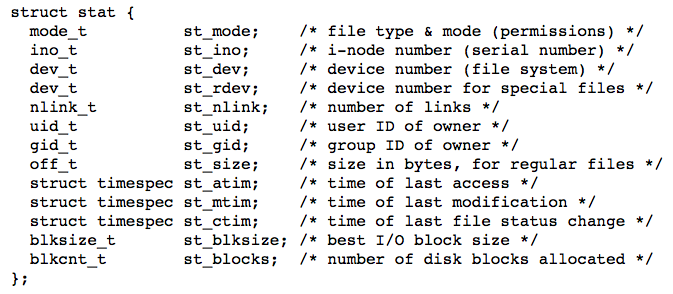 struct stat {
  mode_t          st_mode;    /* file type & mode (permissions) */
  ino_t           st_ino;     /* i-node number (serial number) */
  dev_t           st_dev;     /* device number (file system) */
  dev_t           st_rdev;    /* device number for special files */
  nlink_t         st_nlink;   /* number of links */
  uid_t           st_uid;     /* user ID of owner */
  gid_t           st_gid;     /* group ID of owner */
  off_t           st_size;    /* size in bytes, for regular files */
  struct timespec st_atim;    /* time of last access */
  struct timespec st_mtim;    /* time of last modification */
  struct timespec st_ctim;    /* time of last file status change */
  blksize_t       st_blksize; /* best I/O block size */
  blkcnt_t        st_blocks;  /* number of disk blocks allocated */
};